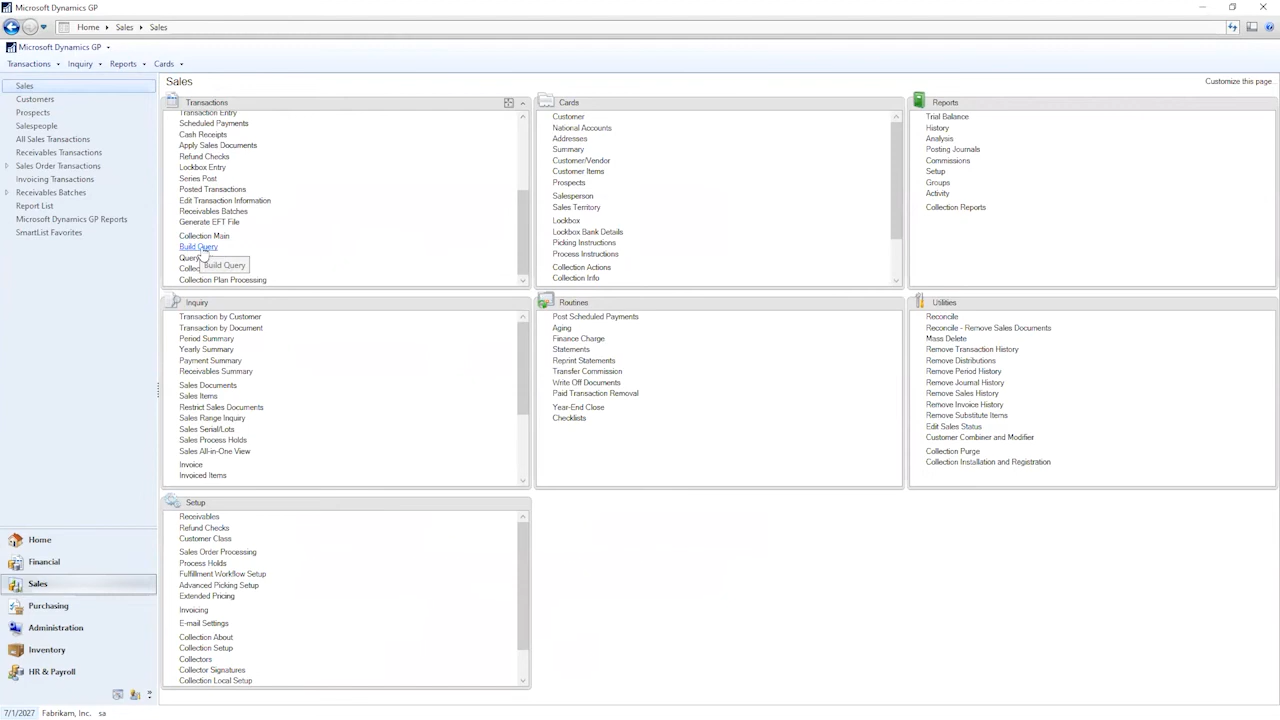 Microsoft Dynamics GP
Home
Sales
Sales
Microsoft Dynamics GP
Transactions
Inquiry
Reports
Cards
Sales
Customers
Prospects
Salespeople
All Sales Transactions
Receivables Transactions
Sales Order Transactions
Invoicing Transactions
Receivables Batches
Report List
Microsoft Dynamics GP Reports
SmartList Favorites
Home
Financial
Sales
Purchasing
Administration
Inventory
HR & Payroll
Sales
Customize this page...
Transactions
Transaction Entry
Scheduled Payments
Cash Receipts
Apply Sales Documents
Refund Checks
Lockbox Entry
Series Post
Posted Transactions
Edit Transaction Information
Receivables Batches
Generate EFT File
Collection Main
Build Query
Build Query
Collection Plan Processing
Cards
Customer
National Accounts
Addresses
Summary
Customer/Vendor
Customer Items
Prospects
Salesperson
Sales Territory
Lockbox
Lockbox Bank Details
Picking Instructions
Process Instructions
Collection Actions
Collection Info
Reports
Trial Balance
History
Analysis
Posting Journals
Commissions
Setup
Groups
Activity
Collection Reports
Inquiry
Transaction by Customer
Transaction by Document
Period Summary
Yearly Summary
Payment Summary
Receivables Summary
Sales Documents
Sales Items
Restrict Sales Documents
Sales Range Inquiry
Sales Serial/Lots
Sales Process Holds
Sales All-in-One View
Invoice
Invoiced Items
Routines
Post Scheduled Payments
Aging
Finance Charge
Statements
Reprint Statements
Transfer Commission
Write Off Documents
Paid Transaction Removal
Year-End Close
Checklists
Utilities
Reconcile
Reconcile - Remove Sales Documents
Mass Delete
Remove Transaction History
Remove Distributions
Remove Period History
Remove Journal History
Remove Sales History
Remove Invoice History
Remove Substitute Items
Edit Sales Status
Customer Combiner and Modifier
Collection Purge
Collection Installation and Registration
Setup
Receivables
Refund Checks
Customer Class
Sales Order Processing
Process Holds
Fulfillment Workflow Setup
Advanced Picking Setup
Extended Pricing
Invoicing
E-mail Settings
Collection About
Collection Setup
Collectors
Collector Signatures
Collection Local Setup
7/1/2027 Fabrikam, Inc. sa